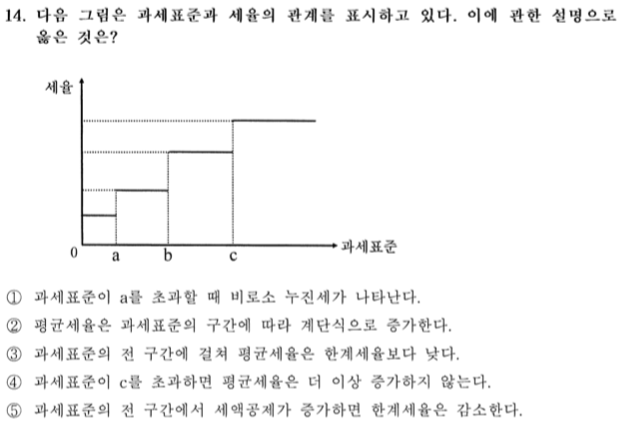 14. 다음 그림은 과세표준과 세율의 관계를 표시하고 있다. 이에 관한 설명으로
옳은 것은?
세율
0 a b c 과세표준
① 과세표준이 a를 초과할 때 비로소 누진세가 나타난다.
② 평균세율은 과세표준의 구간에 따라 계단식으로 증가한다.
③ 과세표준의 전 구간에 걸쳐 평균세율은 한계세율보다 낮다.
④ 과세표준이 c를 초과하면 평균세율은 더 이상 증가하지 않는다.
⑤ 과세표준의 전 구간에서 세액공제가 증가하면 한계세율은 감소한다.